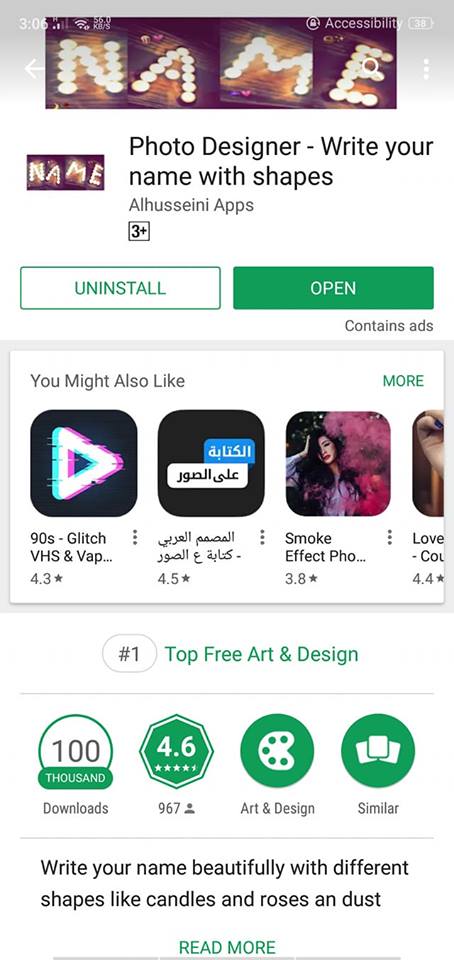 3:06 H 56.0 KB/S Accessibility 38
NAME
NAME
Photo Designer - Write your
name with shapes
Alhusseini Apps
3+
UNINSTALL
OPEN
Contains ads
You Might Also Like
MORE
الكتابة
على الصور
90s - Glitch
VHS & Vap...
4.3★
المصمم العربي
- كتابة ع الصور
4.5★
Smoke
Effect Pho...
3.8★
Love
- Cou
4.4★
#1 Top Free Art & Design
100
THOUSAND
Downloads
4.6
967
Art & Design
Similar
Write your name beautifully with different
shapes like candles and roses an dust
READ MORE